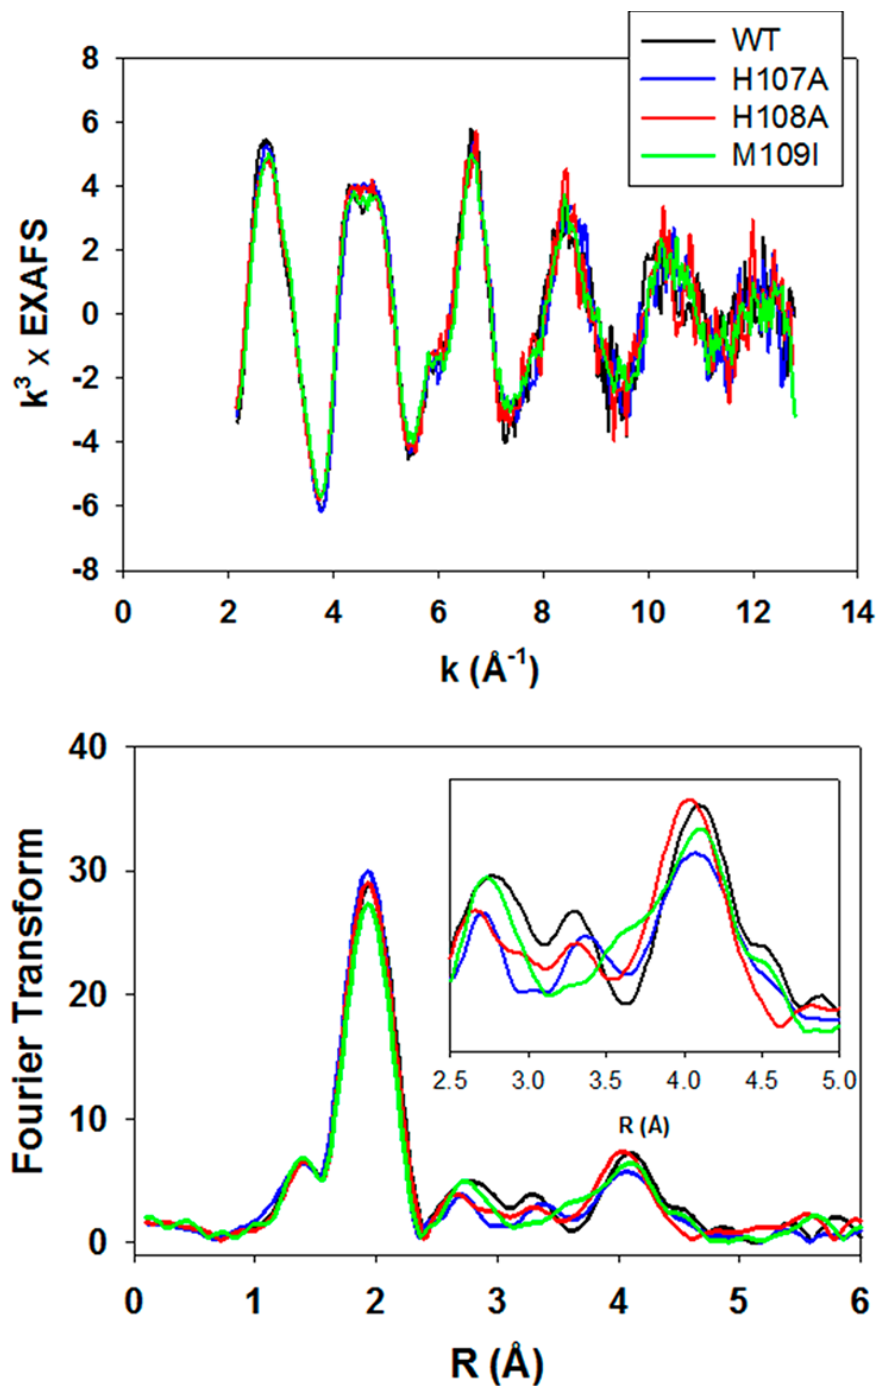 WT
H107A
H108A
M109I
8
6
4
2
0
-2
-4
-6
-8
k³ x EXAFS
0 2 4 6 8 10 12 14
k (Å⁻¹)
40
30
20
10
0
Fourier Transform
2.5 3.0 3.5 4.0 4.5 5.0
R (Å)
0 1 2 3 4 5 6
R (Å)